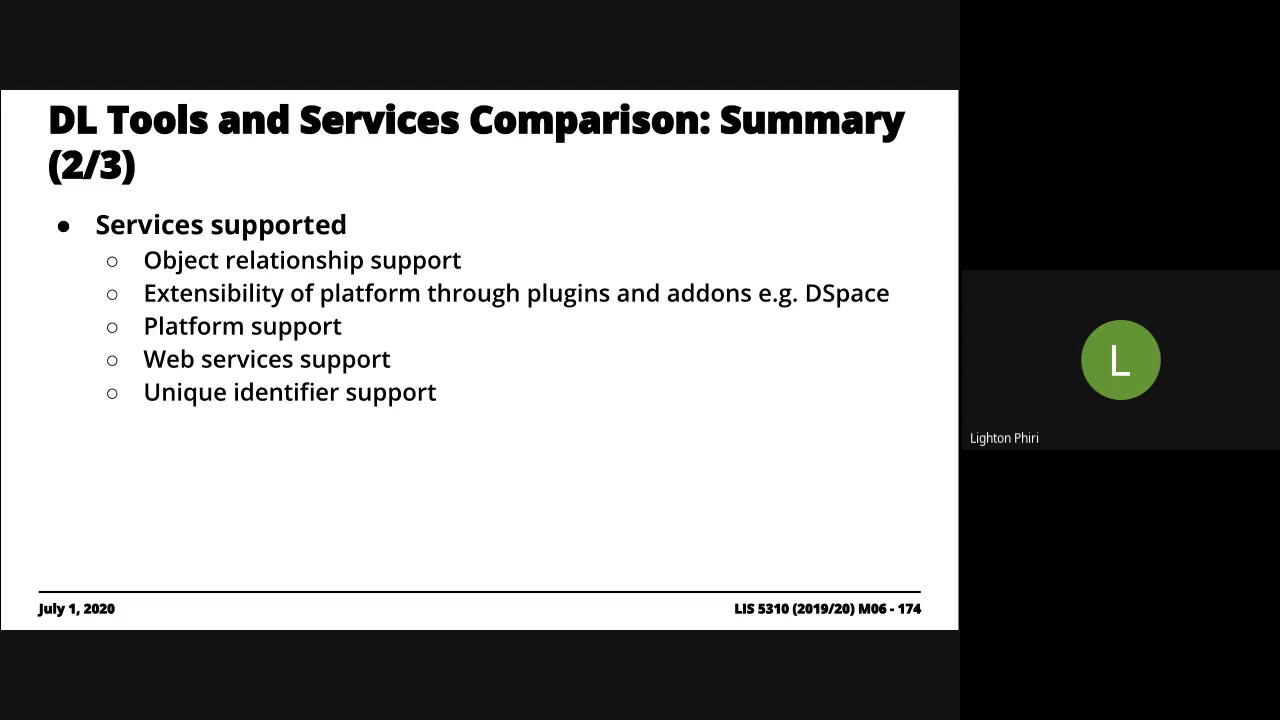 DL Tools and Services Comparison: Summary
(2/3)
● Services supported
○ Object relationship support
○ Extensibility of platform through plugins and addons e.g. DSpace
○ Platform support
○ Web services support
○ Unique identifier support
July 1, 2020
LIS 5310 (2019/20) M06 - 174
L
Lighton Phiri